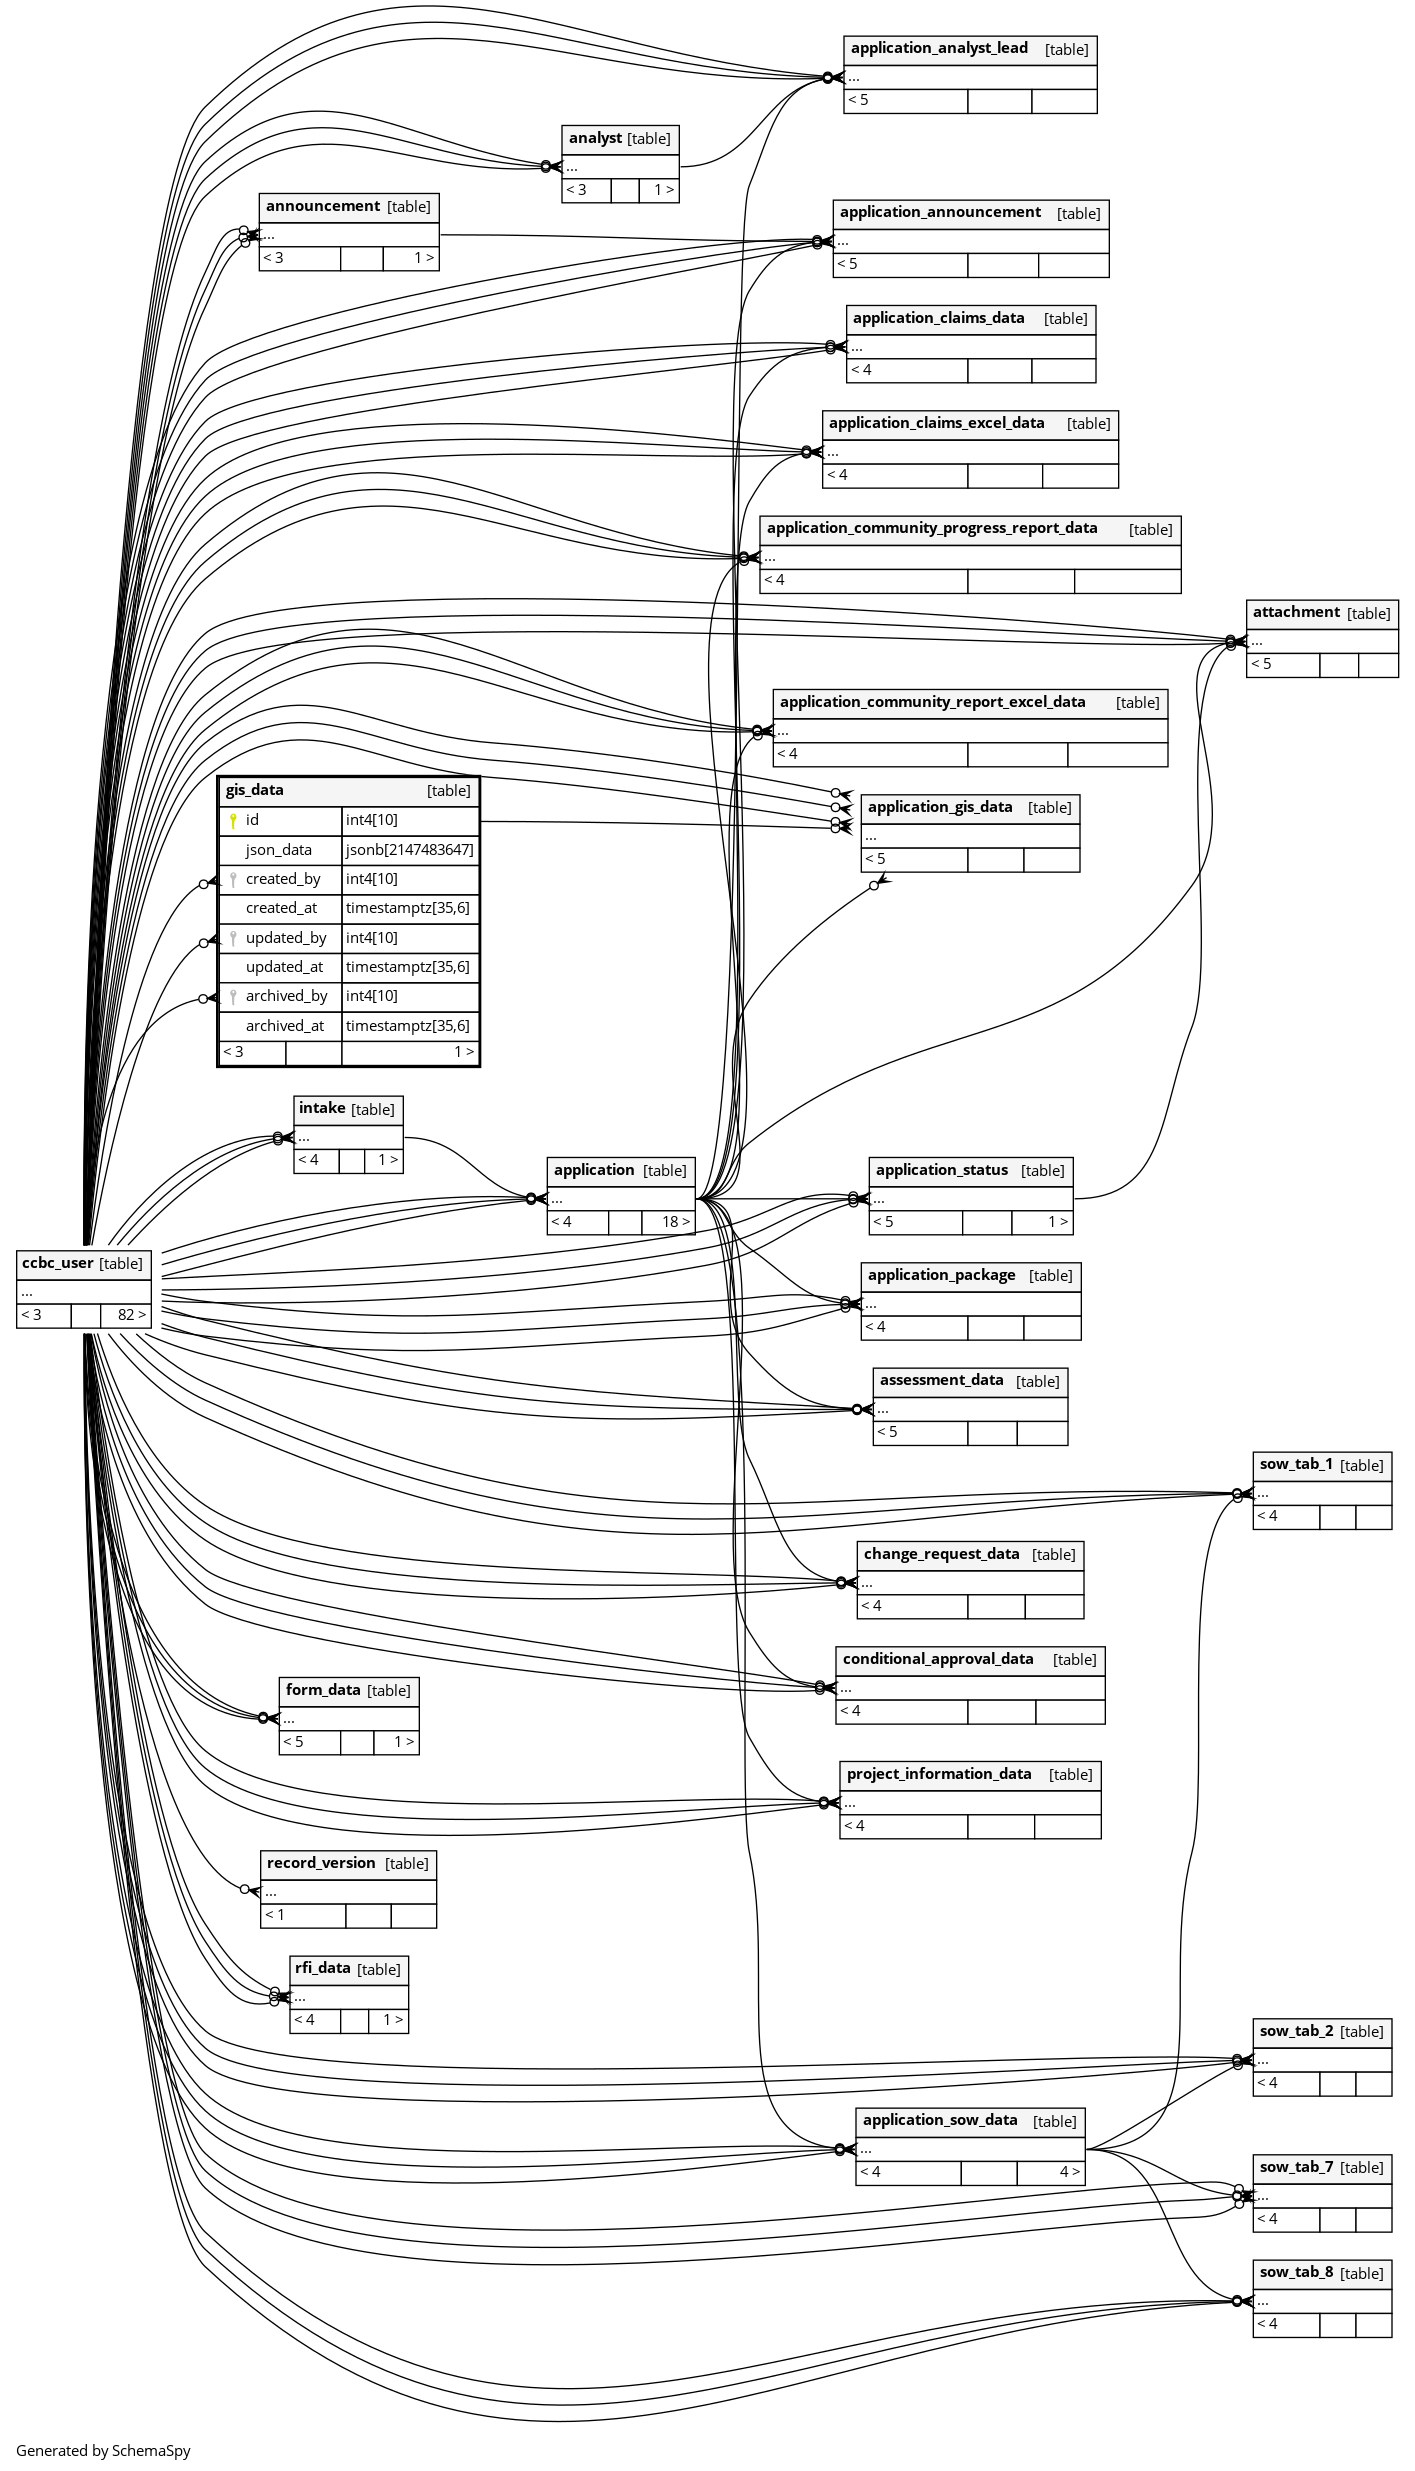 application_analyst_lead [table]
...
< 5
analyst [table]
...
< 3 1 >
announcement [table]
...
< 3 1 >
application_announcement [table]
...
< 5
application_claims_data [table]
...
< 4
application_claims_excel_data [table]
...
< 4
application_community_progress_report_data [table]
...
< 4
attachment [table]
...
< 5
application_community_report_excel_data [table]
...
< 4
gis_data [table]
id int4[10]
json_data jsonb[2147483647]
created_by int4[10]
created_at timestamptz[35,6]
updated_by int4[10]
updated_at timestamptz[35,6]
archived_by int4[10]
archived_at timestamptz[35,6]
< 3 1 >
application_gis_data [table]
...
< 5
intake [table]
...
< 4 1 >
application [table]
...
< 4 18 >
application_status [table]
...
< 5 1 >
ccbc_user [table]
...
< 3 82 >
application_package [table]
...
< 4
assessment_data [table]
...
< 5
sow_tab_1 [table]
...
< 4
change_request_data [table]
...
< 4
conditional_approval_data [table]
...
< 4
form_data [table]
...
< 5 1 >
project_information_data [table]
...
< 4
record_version [table]
...
< 1
rfi_data [table]
...
< 4 1 >
sow_tab_2 [table]
...
< 4
application_sow_data [table]
...
< 4 4 >
sow_tab_7 [table]
...
< 4
sow_tab_8 [table]
...
< 4
Generated by SchemaSpy